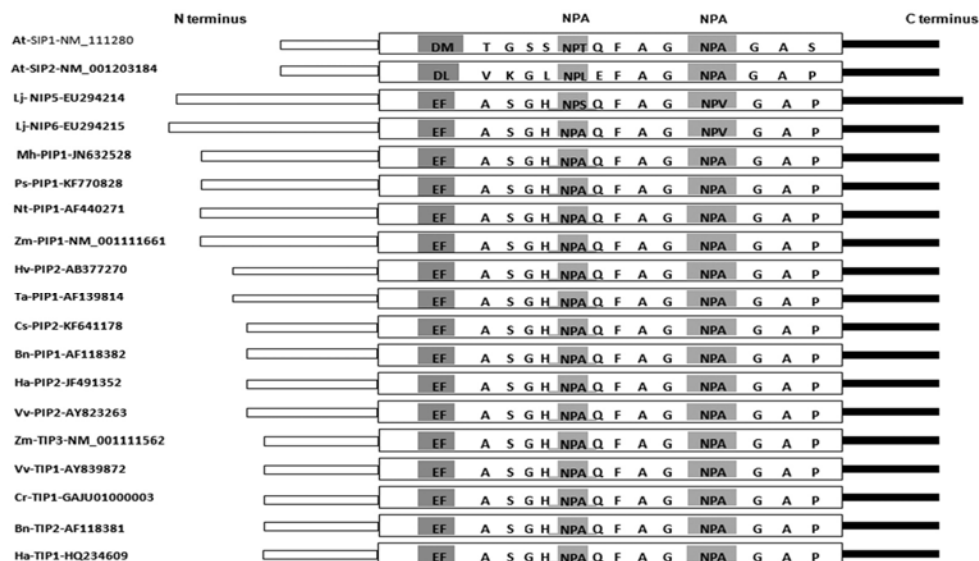 N terminus NPA NPA C terminus
At-SIP1-NM_111280 DM T G S S NPT Q F A G NPA G A S
At-SIP2-NM_001203184 DL V K G L NPL E F A G NPA G A P
Lj-NIP5-EU294214 EF A S G H NPS Q F A G NPV G A P
Lj-NIP6-EU294215 EF A S G H NPA Q F A G NPV G A P
Mh-PIP1-JN632528 EF A S G H NPA Q F A G NPA G A P
Ps-PIP1-KF770828 EF A S G H NPA Q F A G NPA G A P
Nt-PIP1-AF440271 EF A S G H NPA Q F A G NPA G A P
Zm-PIP1-NM_001111661 EF A S G H NPA Q F A G NPA G A P
Hv-PIP2-AB377270 EF A S G H NPA Q F A G NPA G A P
Ta-PIP1-AF139814 EF A S G H NPA Q F A G NPA G A P
Cs-PIP2-KF641178 EF A S G H NPA Q F A G NPA G A P
Bn-PIP1-AF118382 EF A S G H NPA Q F A G NPA G A P
Ha-PIP2-JF491352 EF A S G H NPA Q F A G NPA G A P
Vv-PIP2-AY823263 EF A S G H NPA Q F A G NPA G A P
Zm-TIP3-NM_001111562 EF A S G H NPA Q F A G NPA G A P
Vv-TIP1-AY839872 EF A S G H NPA Q F A G NPA G A P
Cr-TIP1-GAJU01000003 EF A S G H NPA Q F A G NPA G A P
Bn-TIP2-AF118381 EF A S G H NPA Q F A G NPA G A P
Ha-TIP1-HQ234609 EF A S G H NPA Q F A G NPA G A P